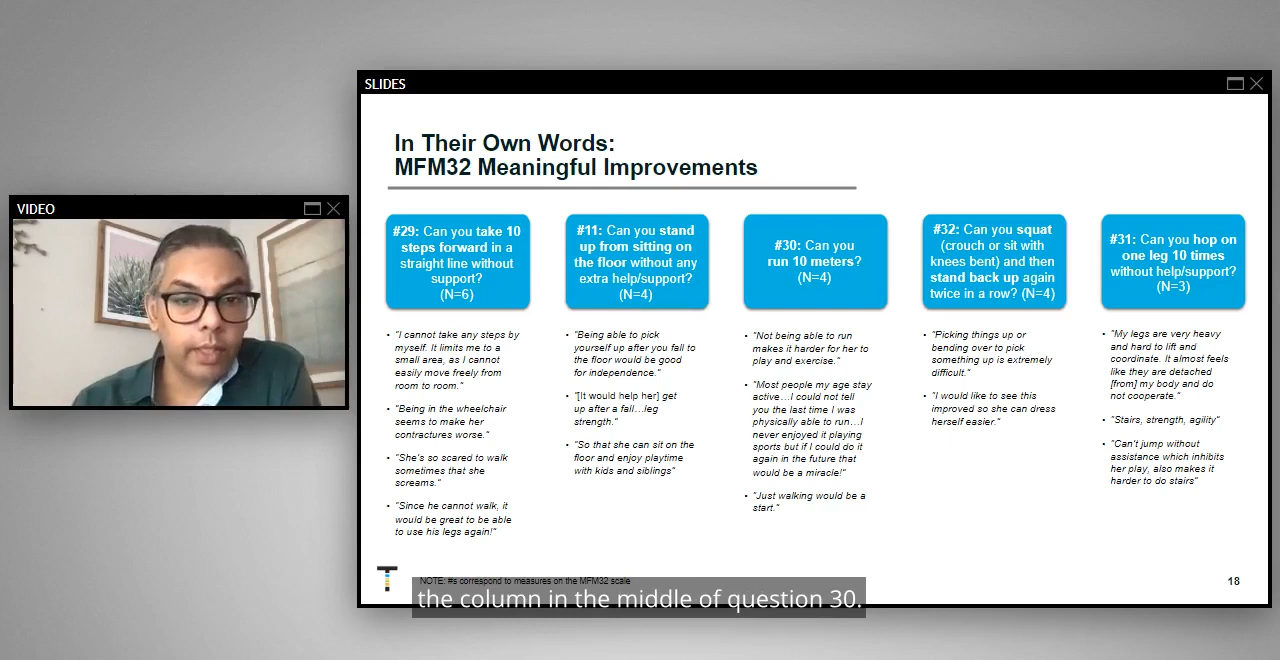 SLIDES
In Their Own Words:
MFM32 Meaningful Improvements
VIDEO
#29: Can you take 10
steps forward in a
straight line without
support?
(N=6)
• "I cannot take any steps by
myself. It limits me to a
small area, as I cannot
easily move freely from
room to room."
• "Being in the wheelchair
seems to make her
contractures worse."
• "She's so scared to walk
sometimes that she
screams."
• "Since he cannot walk, it
would be great to be able
to use his legs again!"
#11: Can you stand
up from sitting on
the floor without any
extra help/support?
(N=4)
• "Being able to pick
yourself up after you fall to
the floor would be good
for independence."
• "[It would help her] get
up after a fall…leg
strength."
• "So that she can sit on the
floor and enjoy playtime
with kids and siblings"
#30: Can you
run 10 meters?
(N=4)
• "Not being able to run
makes it harder for her to
play and exercise."
• "Most people my age stay
active…I could not tell
you the last time I was
physically able to run…I
never enjoyed it playing
sports but if I could do it
again in the future that
would be a miracle!"
• "Just walking would be a
start."
#32: Can you squat
(crouch or sit with
knees bent) and then
stand back up again
twice in a row? (N=4)
• "Picking things up or
bending over to pick
something up is extremely
difficult."
• "I would like to see this
improved so she can dress
herself easier."
#31: Can you hop on
one leg 10 times
without help/support?
(N=3)
• "My legs are very heavy
and hard to lift and
coordinate. It almost feels
like they are detached
[from] my body and do
not cooperate."
• "Stairs, strength, agility"
• "Can't jump without
assistance which inhibits
her play, also makes it
harder to do stairs"
NOTE: #s correspond to measures on the MFM32 scale
18
the column in the middle of question 30.